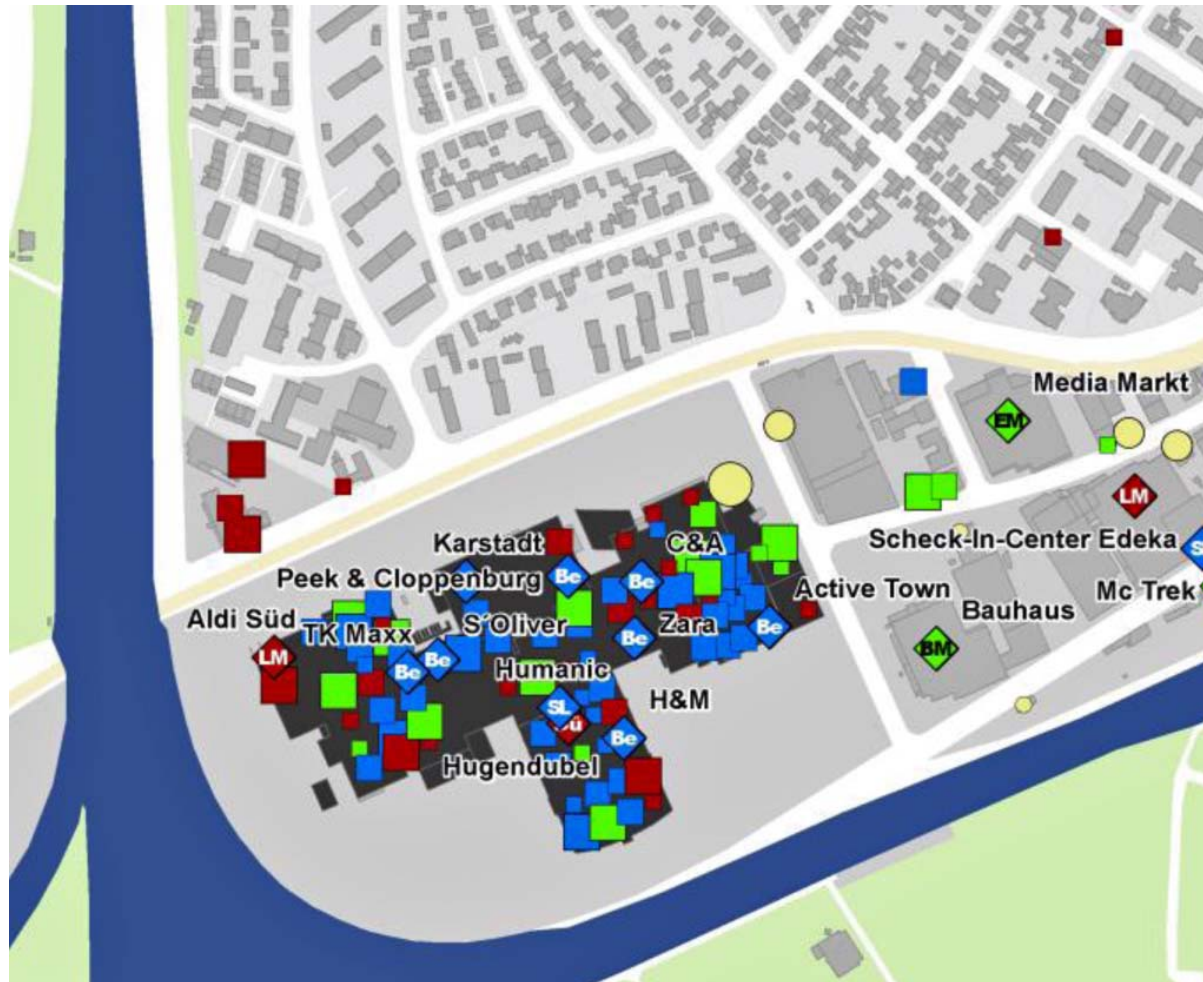 Media Markt
EM
LM
Scheck-In-Center Edeka
Karstadt
C&A
Peek & Cloppenburg
Be
Be
Active Town
Mc Trek
Bauhaus
Aldi Süd
TK Maxx
S´Oliver
Zara
Be
Be
BM
LM
Be
Be
Humanic
H&M
SL
Be
Hugendubel